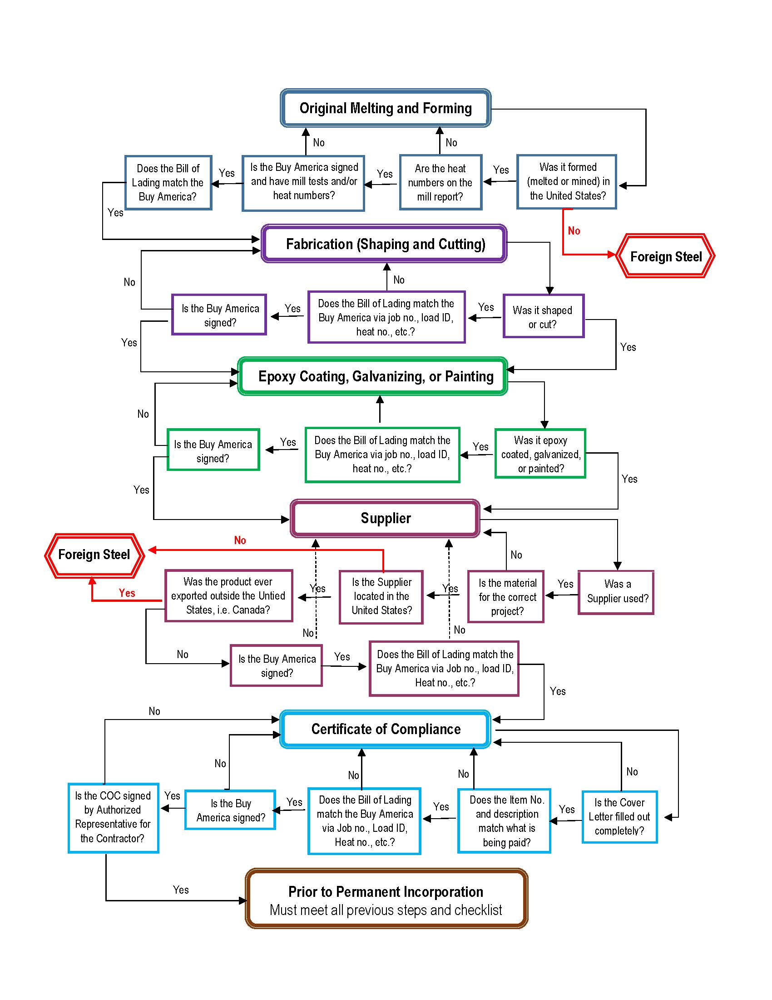 Original Melting and Forming
No
No
Does the Bill of
Lading match the
Buy America?
Yes
Is the Buy America signed
and have mill tests and/or
heat numbers?
Yes
Are the heat
numbers on the
mill report?
Yes
Was it formed
(melted or mined) in
the United States?
Yes
No
Fabrication (Shaping and Cutting)
Foreign Steel
No
No
Is the Buy America
signed?
Yes
Does the Bill of Lading match the
Buy America via job no., load ID,
heat no., etc.?
Yes
Was it shaped
or cut?
Yes
Yes
Epoxy Coating, Galvanizing, or Painting
No
Is the Buy America
signed?
Yes
Does the Bill of Lading match the
Buy America via job no., load ID,
heat no., etc.?
Yes
Was it epoxy
coated, galvanized,
or painted?
Yes
Yes
Supplier
Foreign Steel
No
No
Yes
Was the product ever
exported outside the Untied
States, i.e. Canada?
Yes
Is the Supplier
located in the
United States?
Yes
Is the material
for the correct
project?
Yes
Was a
Supplier used?
No
No
No
Is the Buy America
signed?
Yes
Does the Bill of Lading match the
Buy America via Job no., load ID,
Heat no., etc.?
Yes
No
Certificate of Compliance
No
No
No
No
Is the COC signed
by Authorized
Representative for
the Contractor?
Yes
Is the Buy
America signed?
Yes
Does the Bill of Lading
match the Buy America
via Job no., Load ID,
Heat no., etc.?
Yes
Does the Item No.
and description
match what is
being paid?
Yes
Is the Cover
Letter filled out
completely?
Yes
Prior to Permanent Incorporation
Must meet all previous steps and checklist